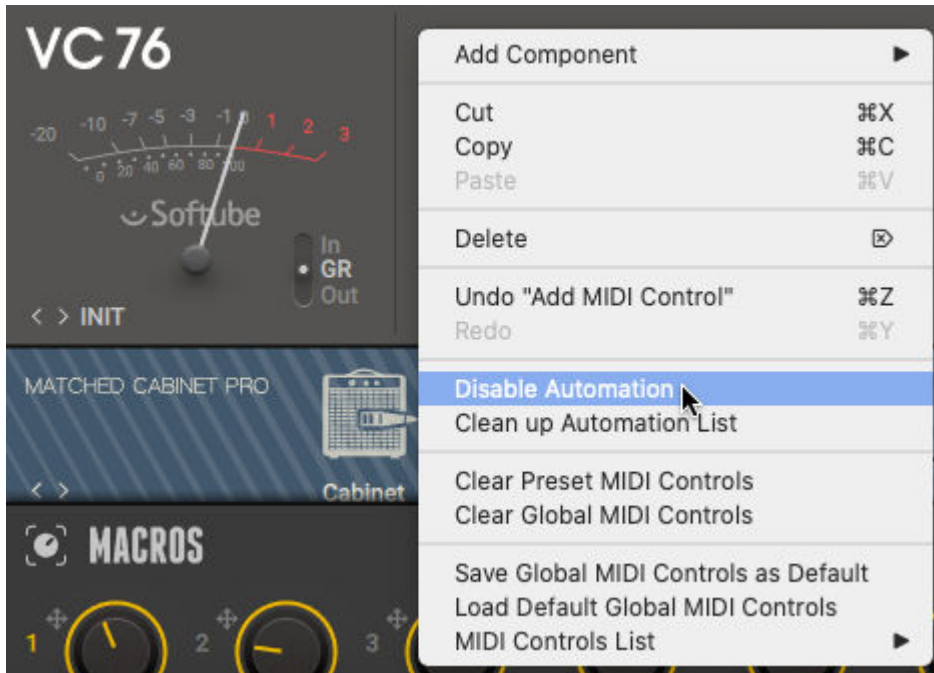 VC 76
-20 -10 -7 -5 -3 -1 0 1 2 3
0 20 40 60 80 100
Softube
In
GR
Out
< > INIT
MATCHED CABINET PRO
< >
Cabinet
MACROS
1 2 3
Add Component ▶
Cut ⌘X
Copy ⌘C
Paste ⌘V
Delete ⌦
Undo "Add MIDI Control" ⌘Z
Redo ⌘Y
Disable Automation
Clean up Automation List
Clear Preset MIDI Controls
Clear Global MIDI Controls
Save Global MIDI Controls as Default
Load Default Global MIDI Controls
MIDI Controls List ▶